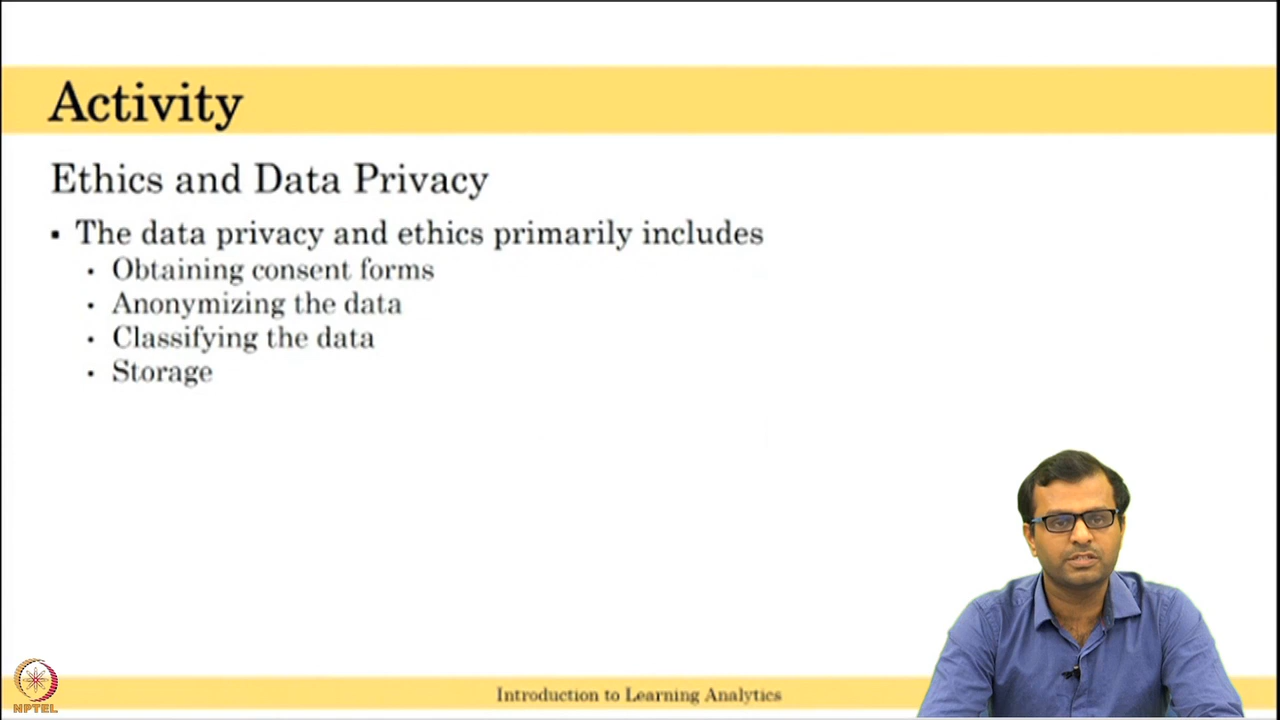 Activity
Ethics and Data Privacy
▪ The data privacy and ethics primarily includes
• Obtaining consent forms
• Anonymizing the data
• Classifying the data
• Storage
Introduction to Learning Analytics
NPTEL